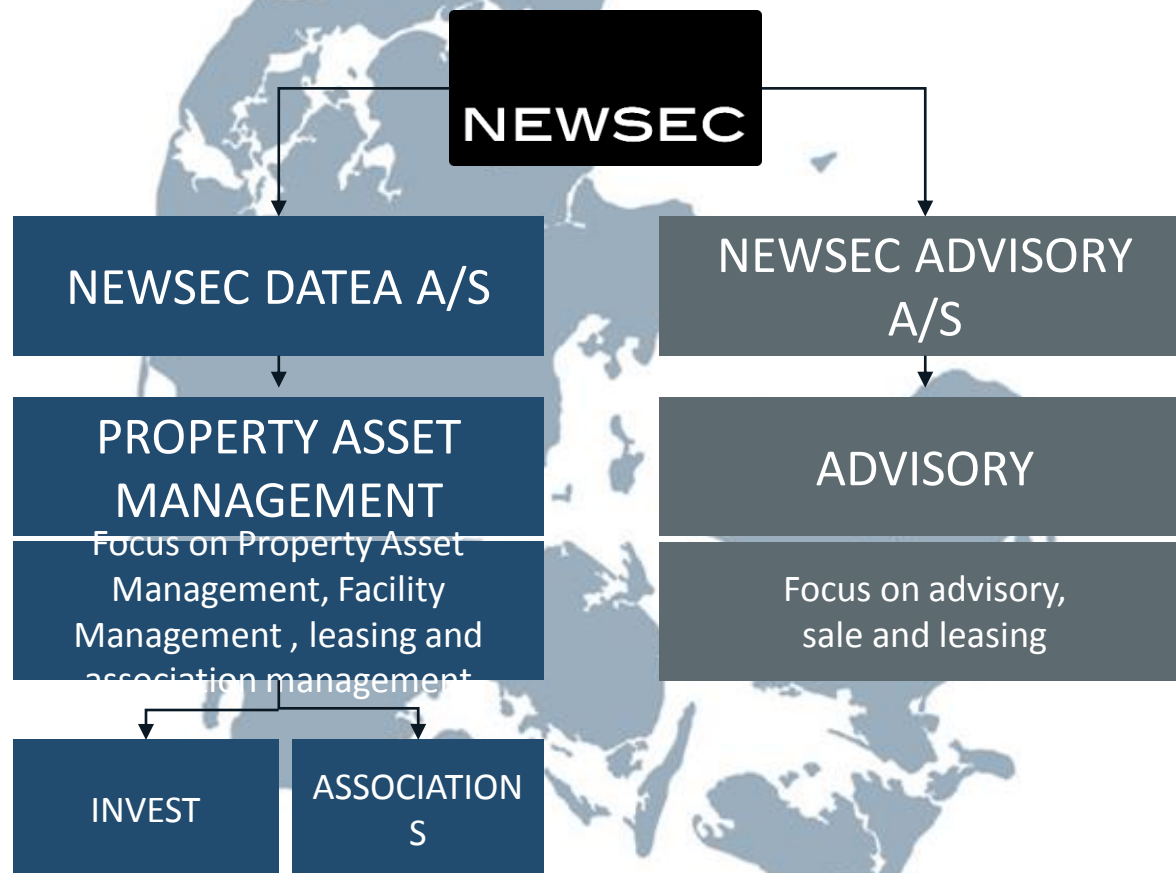 NEWSEC
NEWSEC DATEA A/S
NEWSEC ADVISORY
A/S
PROPERTY ASSET
MANAGEMENT
ADVISORY
Focus on Property Asset
Management, Facility
Management , leasing and
association management
Focus on advisory,
sale and leasing
INVEST
ASSOCIATION
S